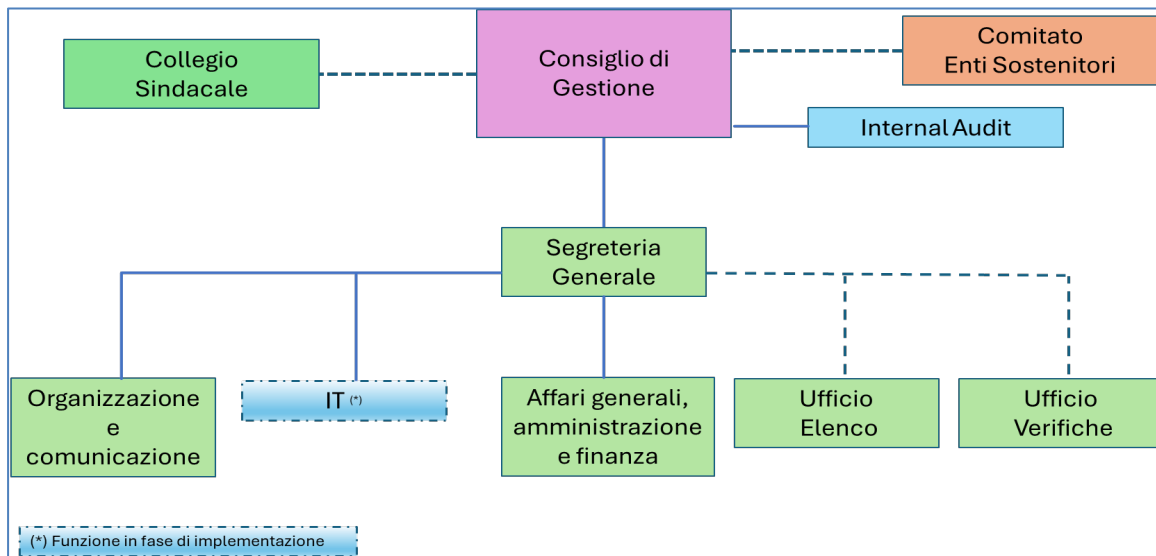 Collegio
Sindacale
Consiglio di
Gestione
Comitato
Enti Sostenitori
Internal Audit
Segreteria
Generale
Organizzazione
e
comunicazione
IT (*)
Affari generali,
amministrazione
e finanza
Ufficio
Elenco
Ufficio
Verifiche
(*) Funzione in fase di implementazione